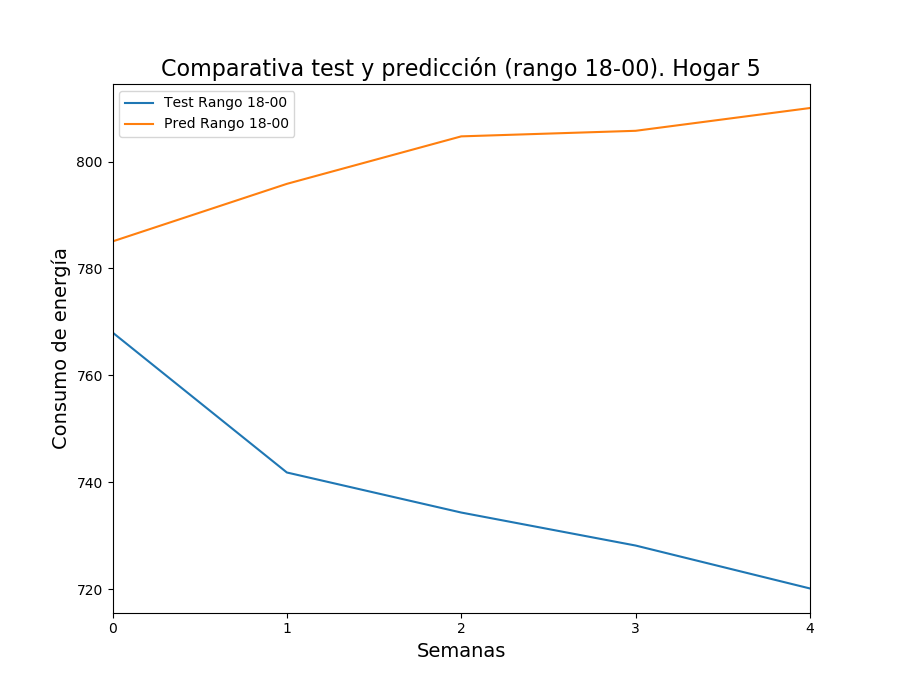 Comparativa test y predicción (rango 18-00). Hogar 5
Test Rango 18-00
Pred Rango 18-00
Consumo de energía
800
780
760
740
720
0 1 2 3 4
Semanas